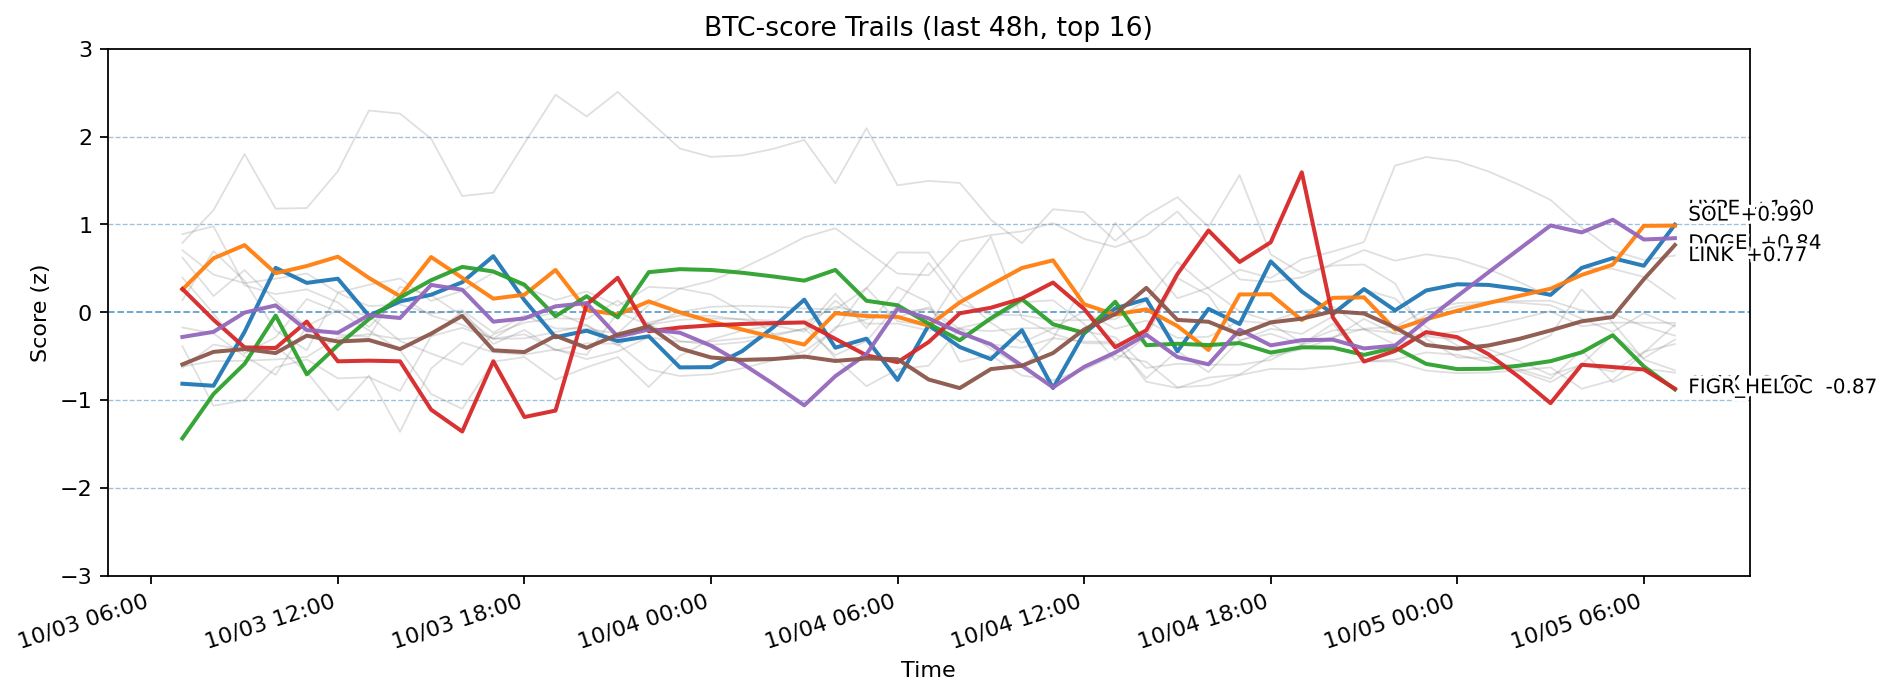 BTC-score Trails (last 48h, top 16)
Score (z)
3
2
1
0
−1
−2
−3
SOL +0.99
DOGE +0.84
LINK +0.77
FIGR_HELOC -0.87
10/03 06:00
10/03 12:00
10/03 18:00
10/04 00:00
10/04 06:00
10/04 12:00
10/04 18:00
10/05 00:00
10/05 06:00
Time